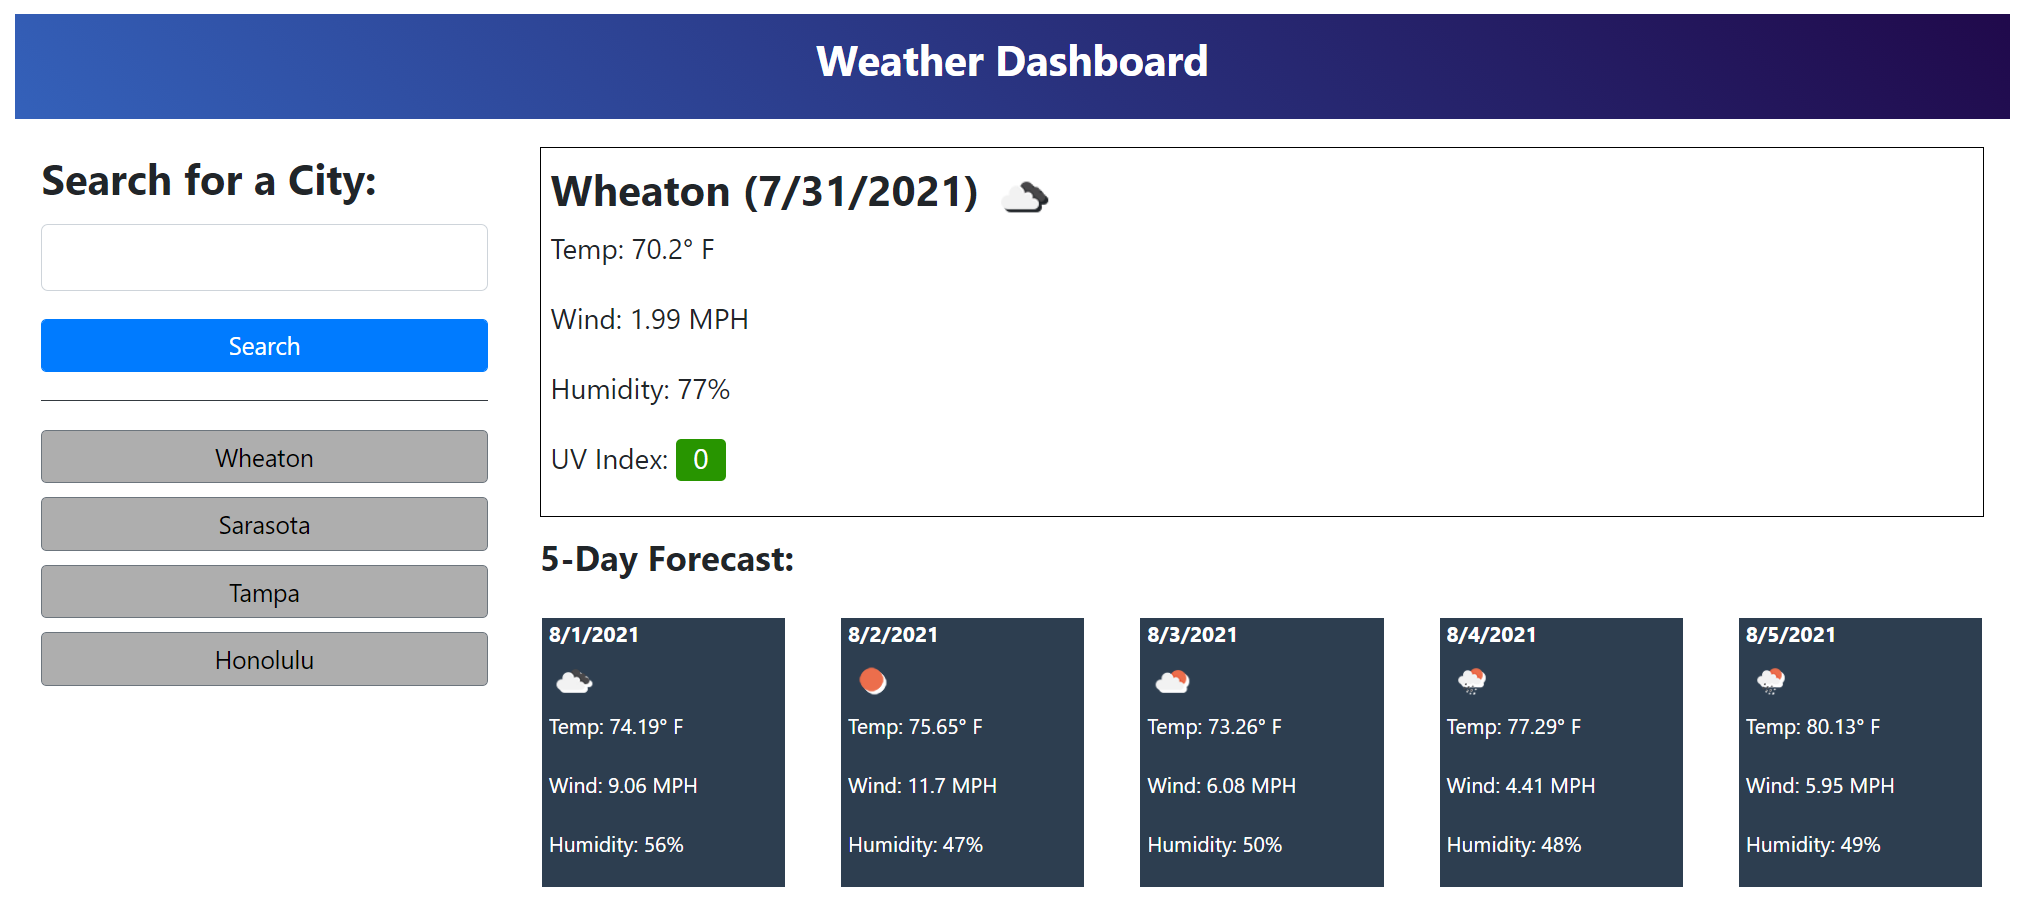 Weather Dashboard
Search for a City:
Search
Wheaton
Sarasota
Tampa
Honolulu
Wheaton (7/31/2021)
Temp: 70.2° F
Wind: 1.99 MPH
Humidity: 77%
UV Index: 0
5-Day Forecast:
8/1/2021
Temp: 74.19° F
Wind: 9.06 MPH
Humidity: 56%
8/2/2021
Temp: 75.65° F
Wind: 11.7 MPH
Humidity: 47%
8/3/2021
Temp: 73.26° F
Wind: 6.08 MPH
Humidity: 50%
8/4/2021
Temp: 77.29° F
Wind: 4.41 MPH
Humidity: 48%
8/5/2021
Temp: 80.13° F
Wind: 5.95 MPH
Humidity: 49%